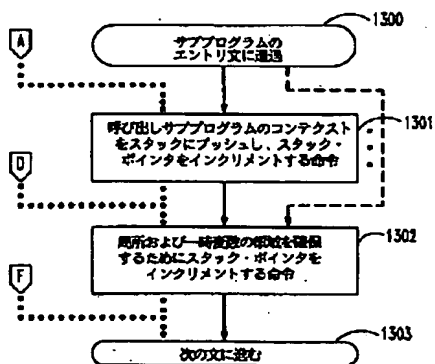 1300
A
サブプログラムの
エントリ文に遭遇
1301
呼び出しサブプログラムのコンテクスト
をスタックにプッシュし、スタック・
ポインタをインクリメントする命令
D
1302
局所および一時変数の領域を確保
するためにスタック・ポインタを
インクリメントする命令
F
1303
次の文に進む